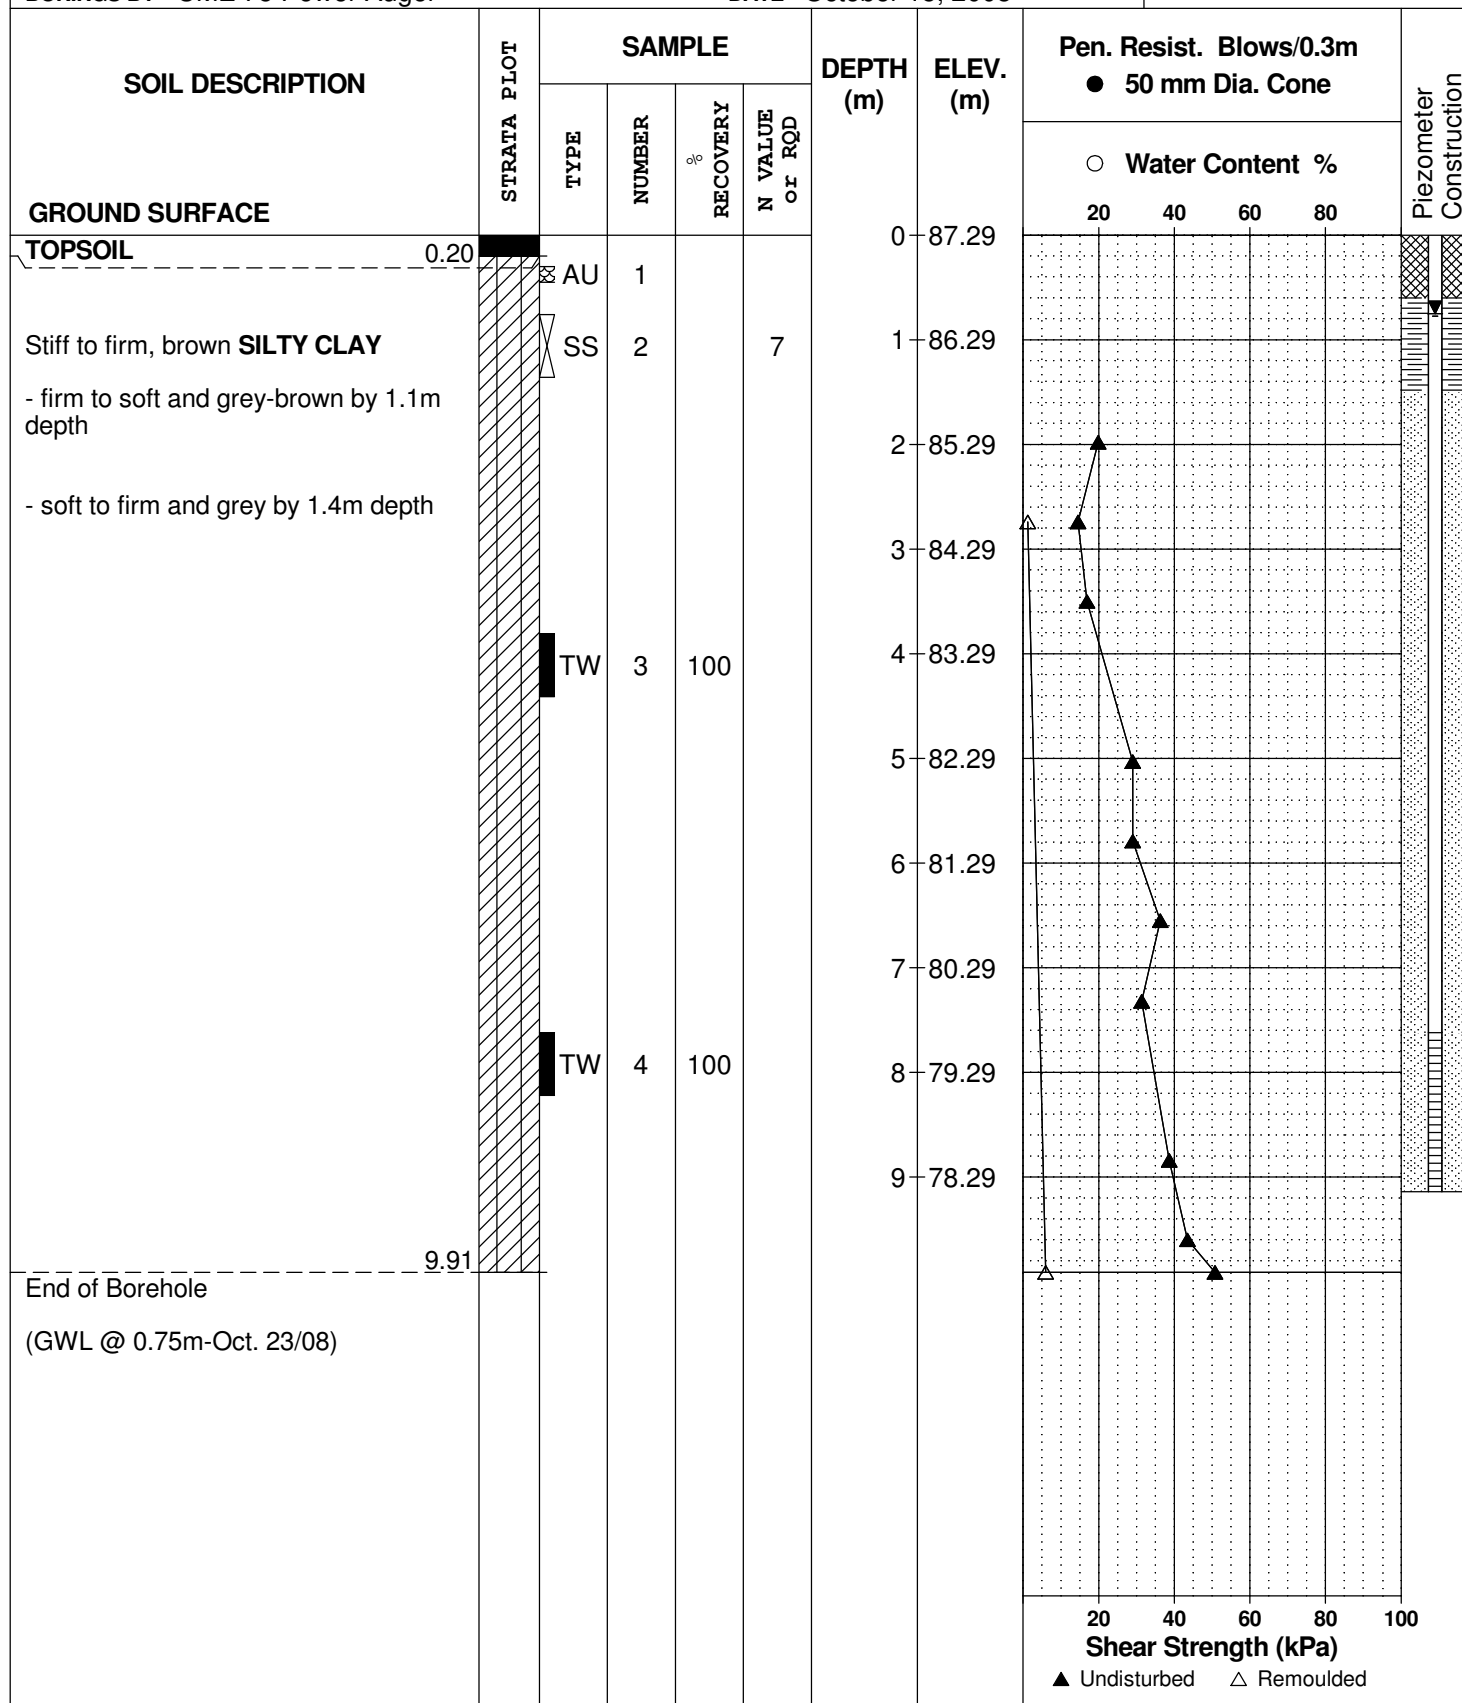 SOIL DESCRIPTION
GROUND SURFACE
STRATA PLOT
SAMPLE
TYPE
NUMBER
% RECOVERY
N VALUE or RQD
DEPTH (m)
ELEV. (m)
Pen. Resist. Blows/0.3m
● 50 mm Dia. Cone
○ Water Content %
20 40 60 80
Piezometer Construction
TOPSOIL 0.20
0 87.29
AU 1
Stiff to firm, brown SILTY CLAY
SS 2 7
1 86.29
- firm to soft and grey-brown by 1.1m
depth
2 85.29
- soft to firm and grey by 1.4m depth
3 84.29
TW 3 100
4 83.29
5 82.29
6 81.29
7 80.29
TW 4 100
8 79.29
9 78.29
9.91
End of Borehole
(GWL @ 0.75m-Oct. 23/08)
20 40 60 80 100
Shear Strength (kPa)
▲ Undisturbed △ Remoulded